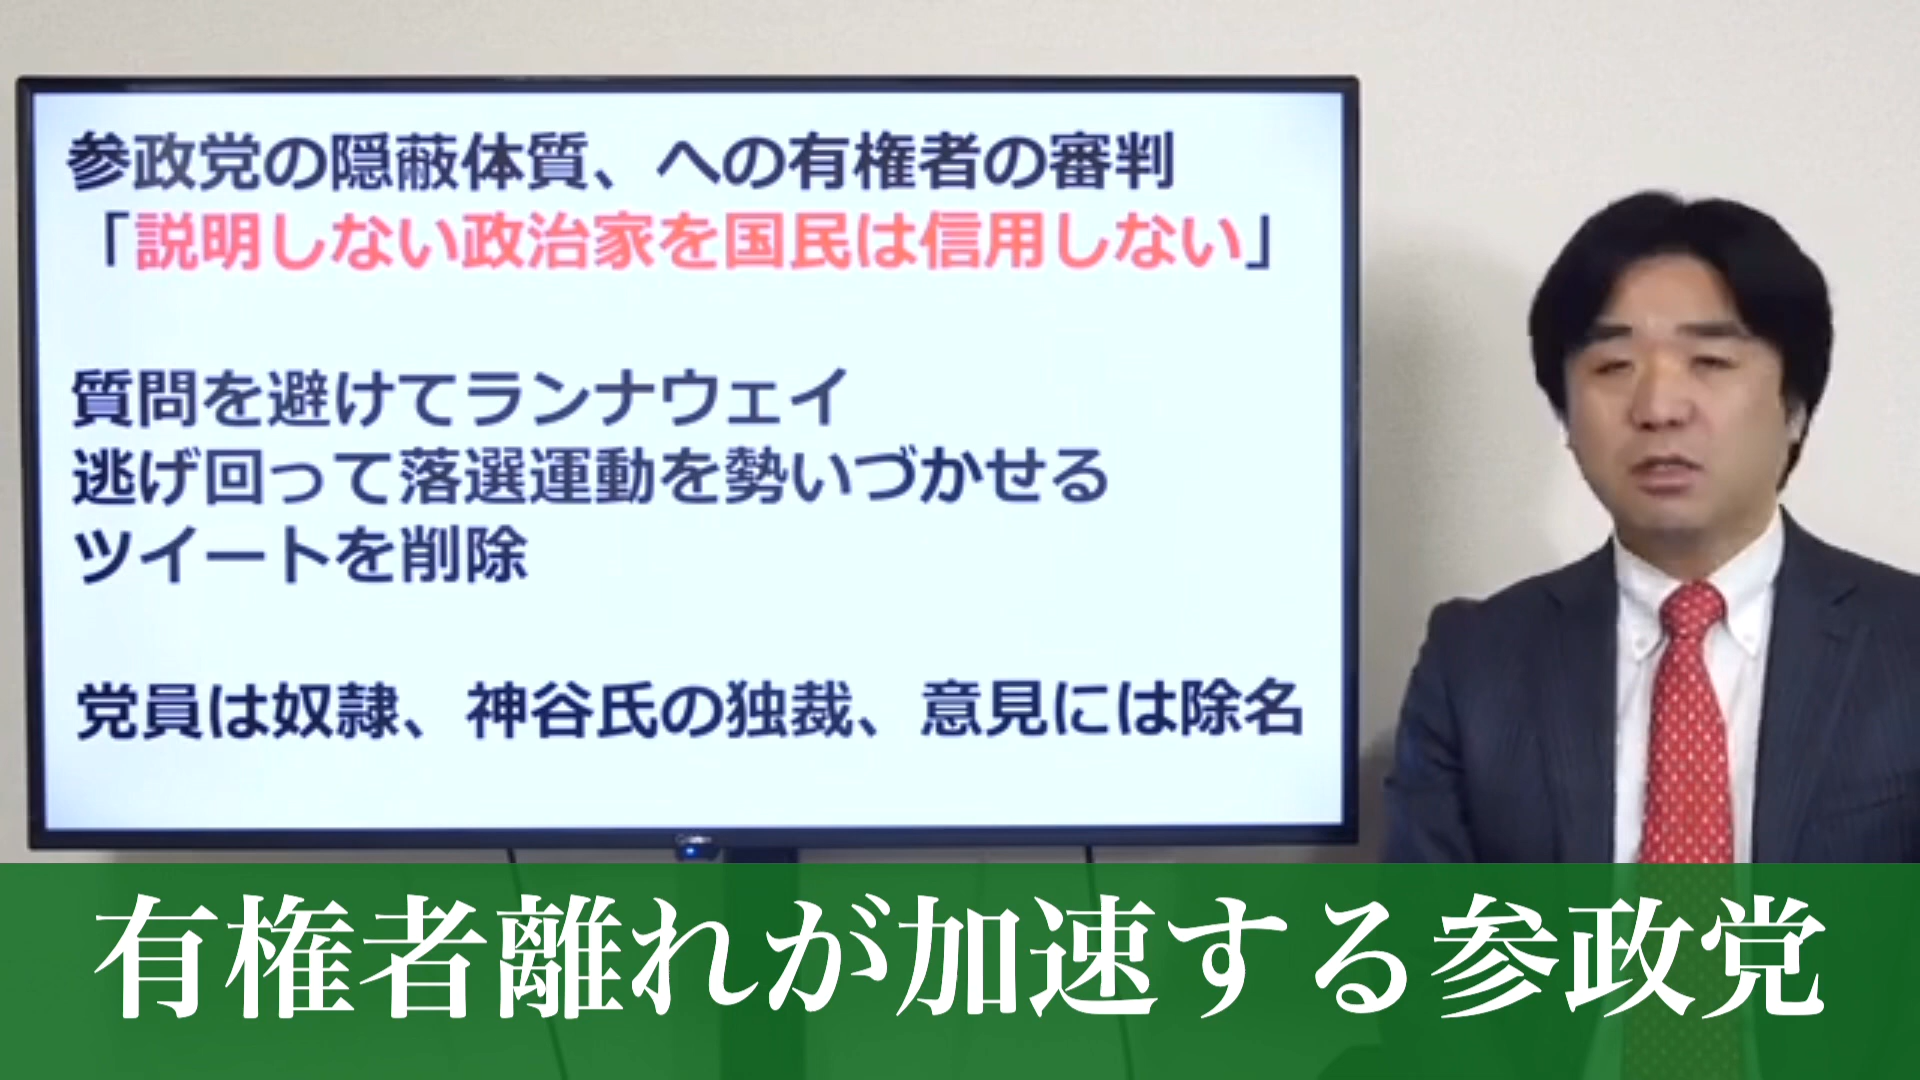 参政党の隠蔽体質、への有権者の審判
「説明しない政治家を国民は信用しない」
質問を避けてランナウェイ
逃げ回って落選運動を勢いづかせる
ツイートを削除
党員は奴隷、神谷氏の独裁、意見には除名
有権者離れが加速する参政党